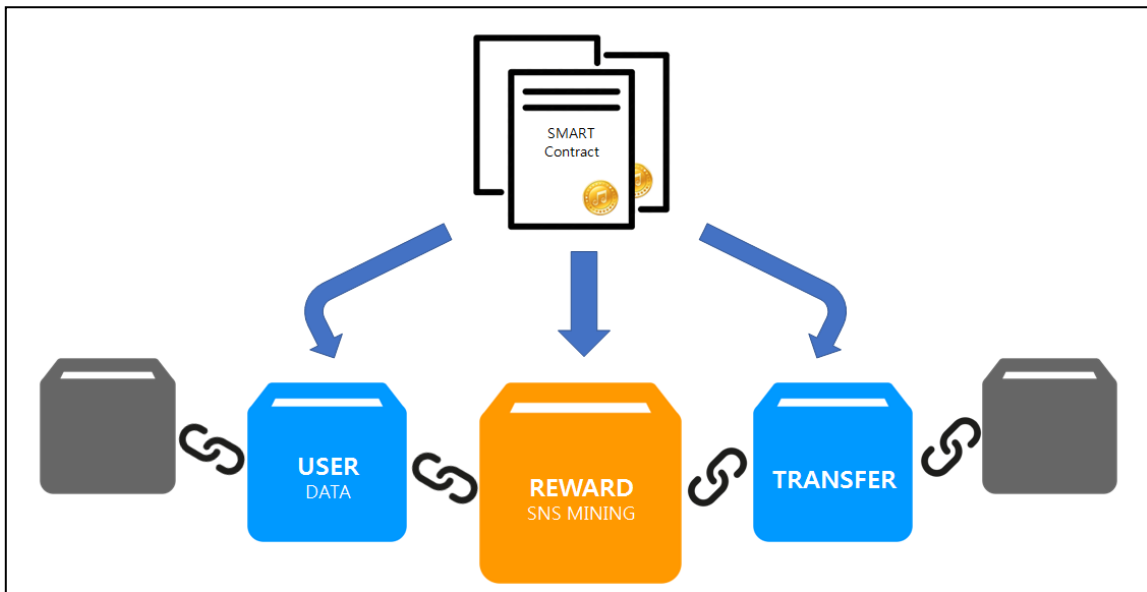 SMART
Contract
USER
DATA
REWARD
SNS MINING
TRANSFER